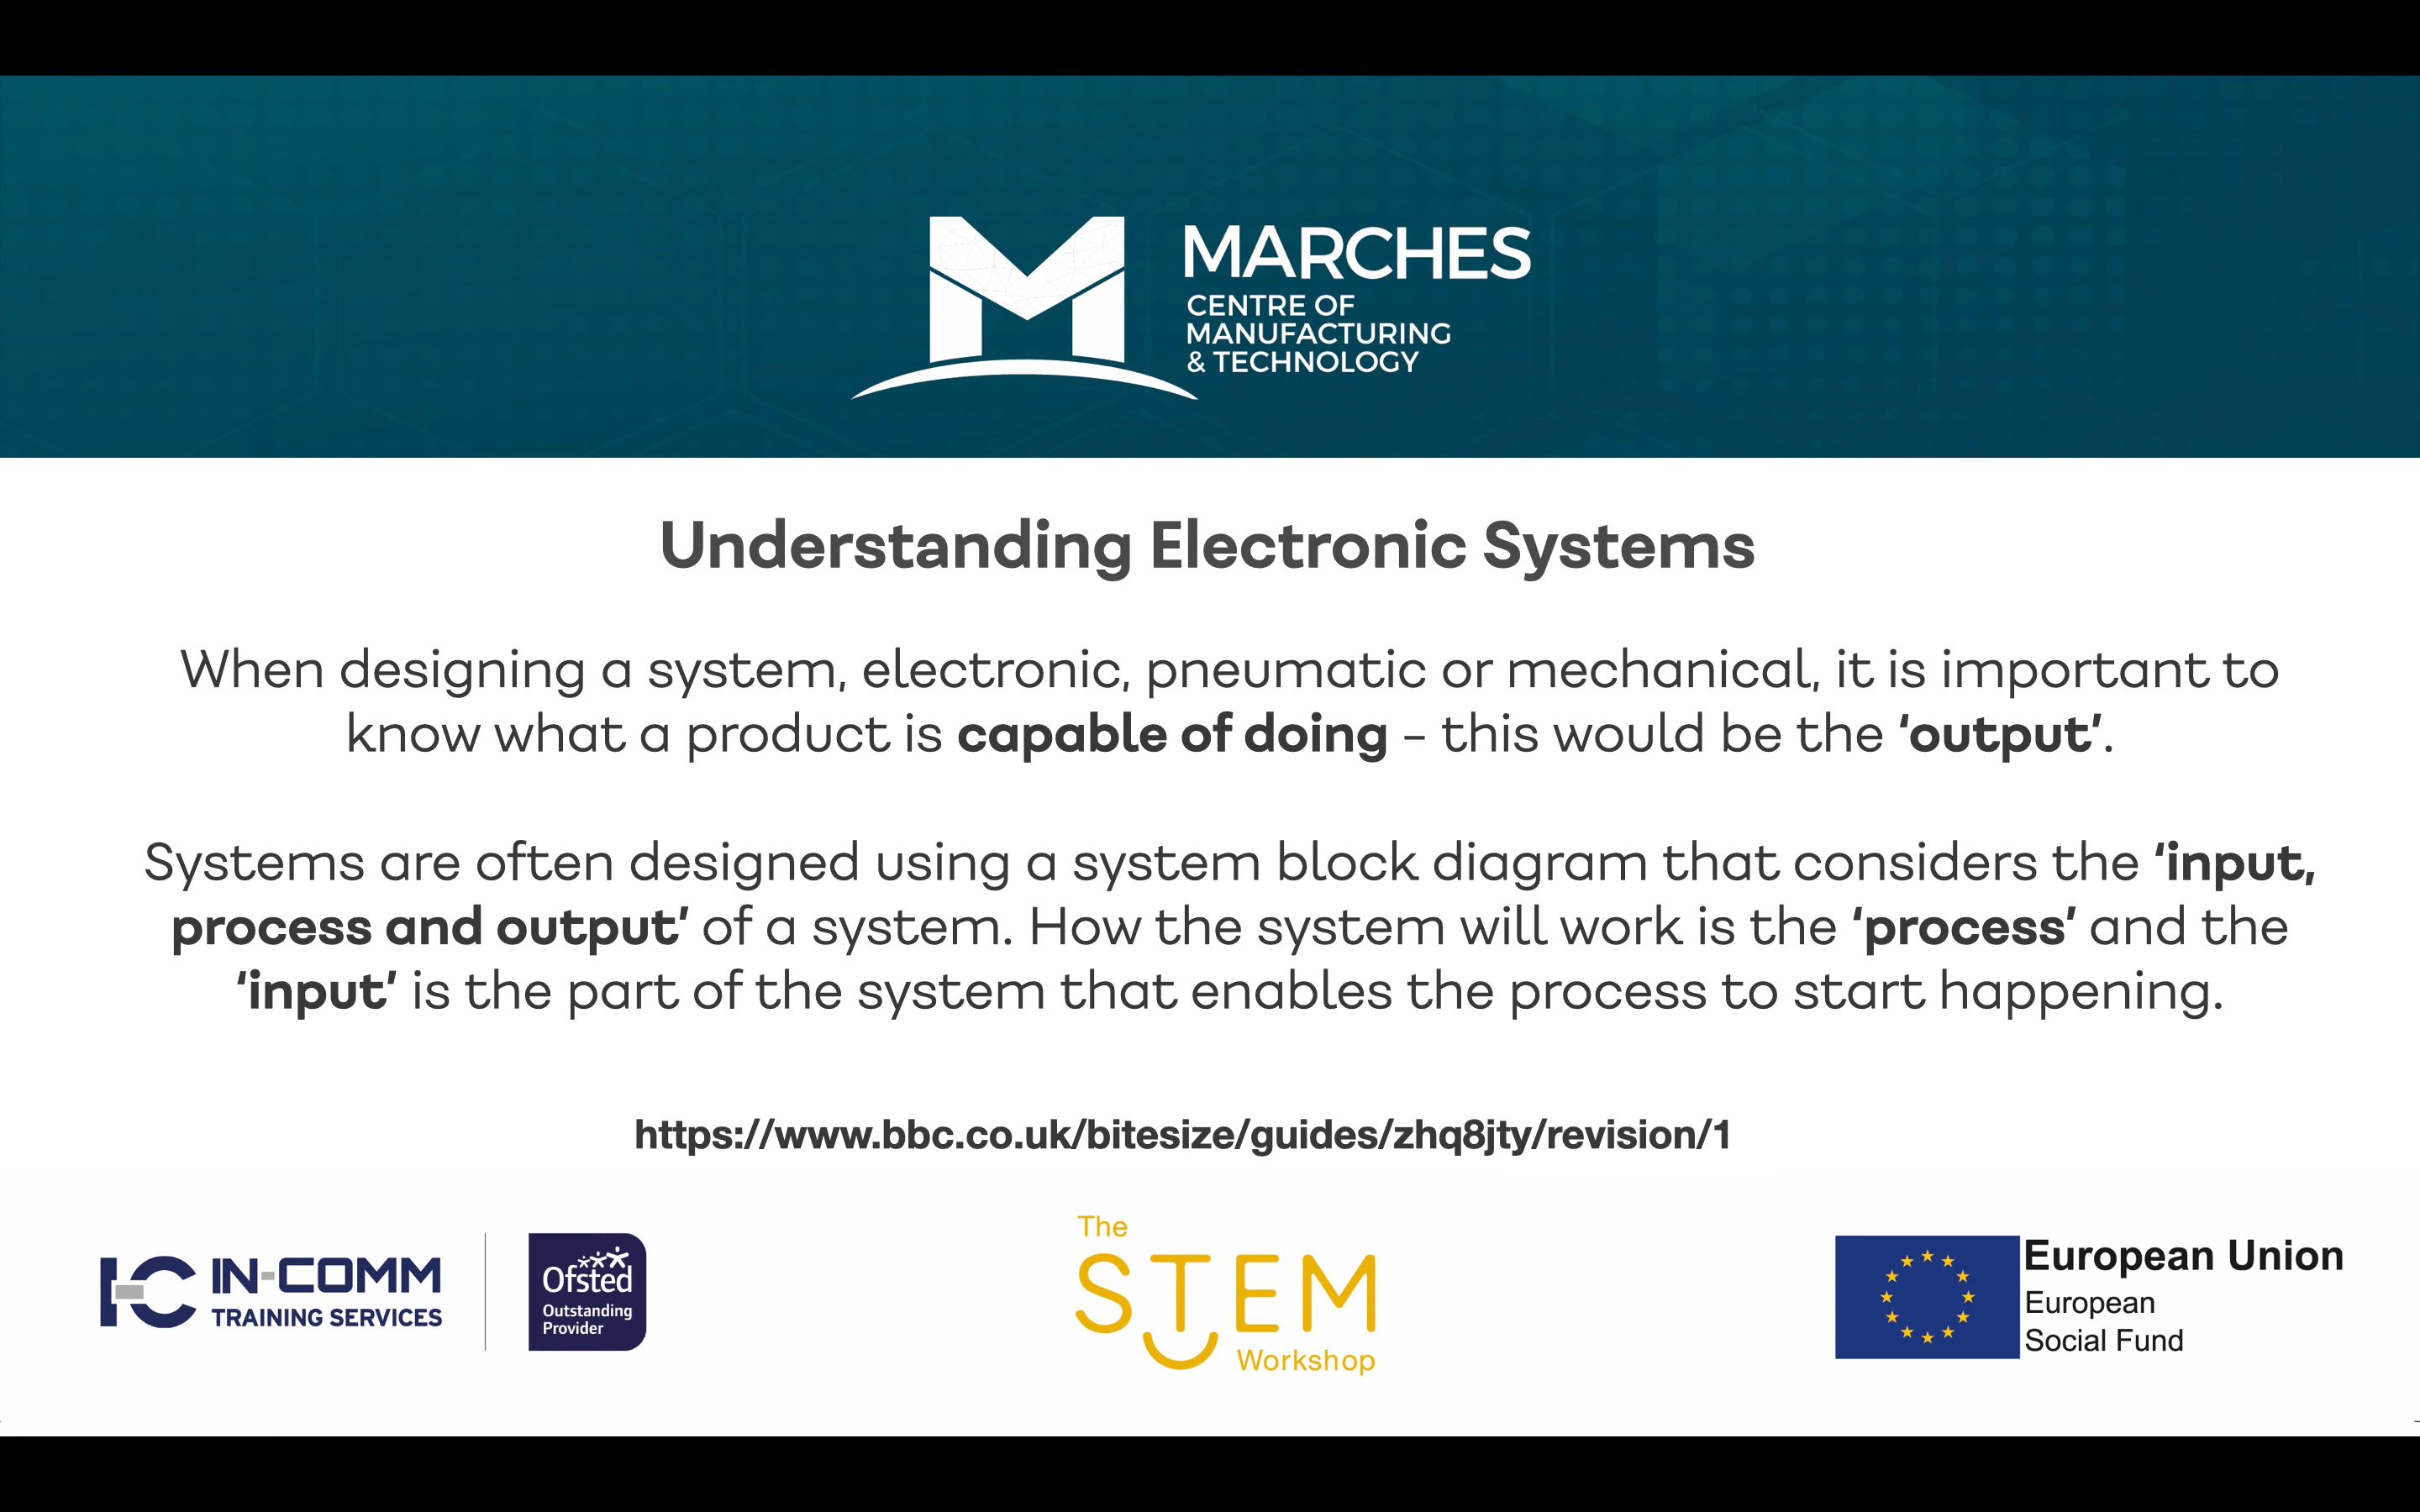 MARCHES
CENTRE OF
MANUFACTURING
& TECHNOLOGY
Understanding Electronic Systems
When designing a system, electronic, pneumatic or mechanical, it is important to
know what a product is capable of doing – this would be the ‘output’.
Systems are often designed using a system block diagram that considers the ‘input,
process and output’ of a system. How the system will work is the ‘process’ and the
‘input’ is the part of the system that enables the process to start happening.
https://www.bbc.co.uk/bitesize/guides/zhq8jty/revision/1
IN-COMM
TRAINING SERVICES
Ofsted
Outstanding
Provider
The
STEM
Workshop
European Union
European
Social Fund